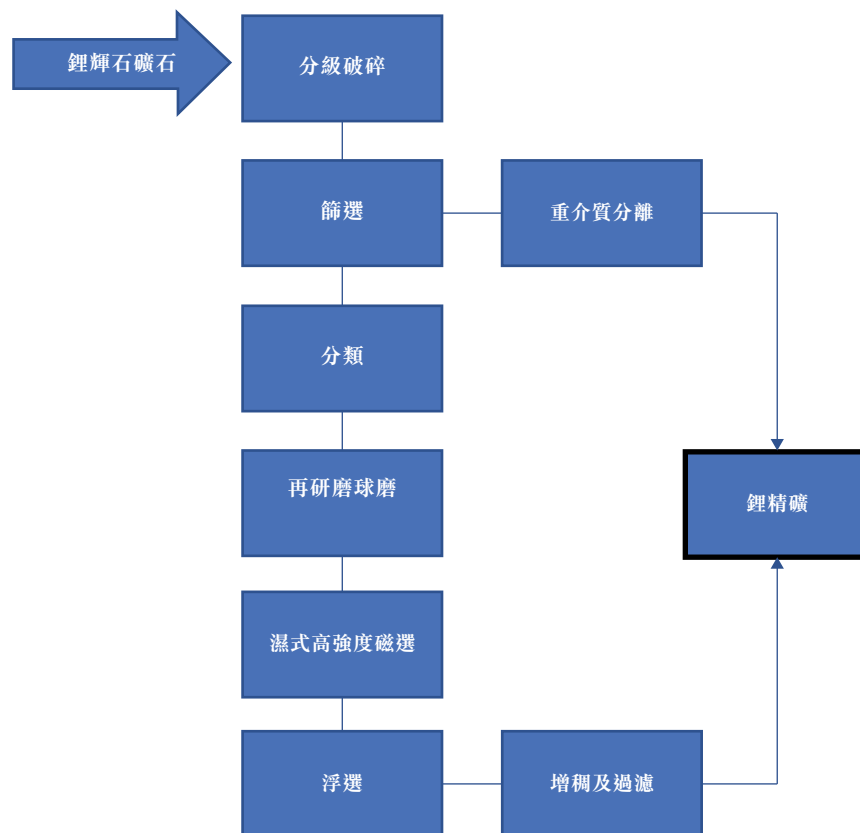 鋰輝石礦石
分級破碎
篩選
重介質分離
分類
再研磨球磨
鋰精礦
濕式高強度磁選
浮選
增稠及過濾